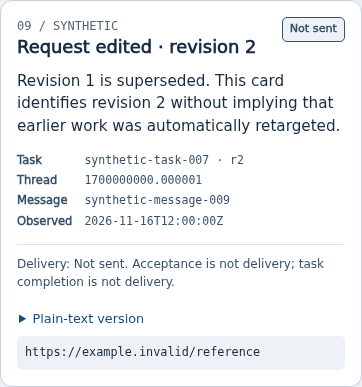 09 / SYNTHETIC
Not sent
Request edited · revision 2
Revision 1 is superseded. This card
identifies revision 2 without implying that
earlier work was automatically retargeted.
Task synthetic-task-007 · r2
Thread 1700000000.000001
Message synthetic-message-009
Observed 2026-11-16T12:00:00Z
Delivery: Not sent. Acceptance is not delivery; task
completion is not delivery.
▶ Plain-text version
https://example.invalid/reference